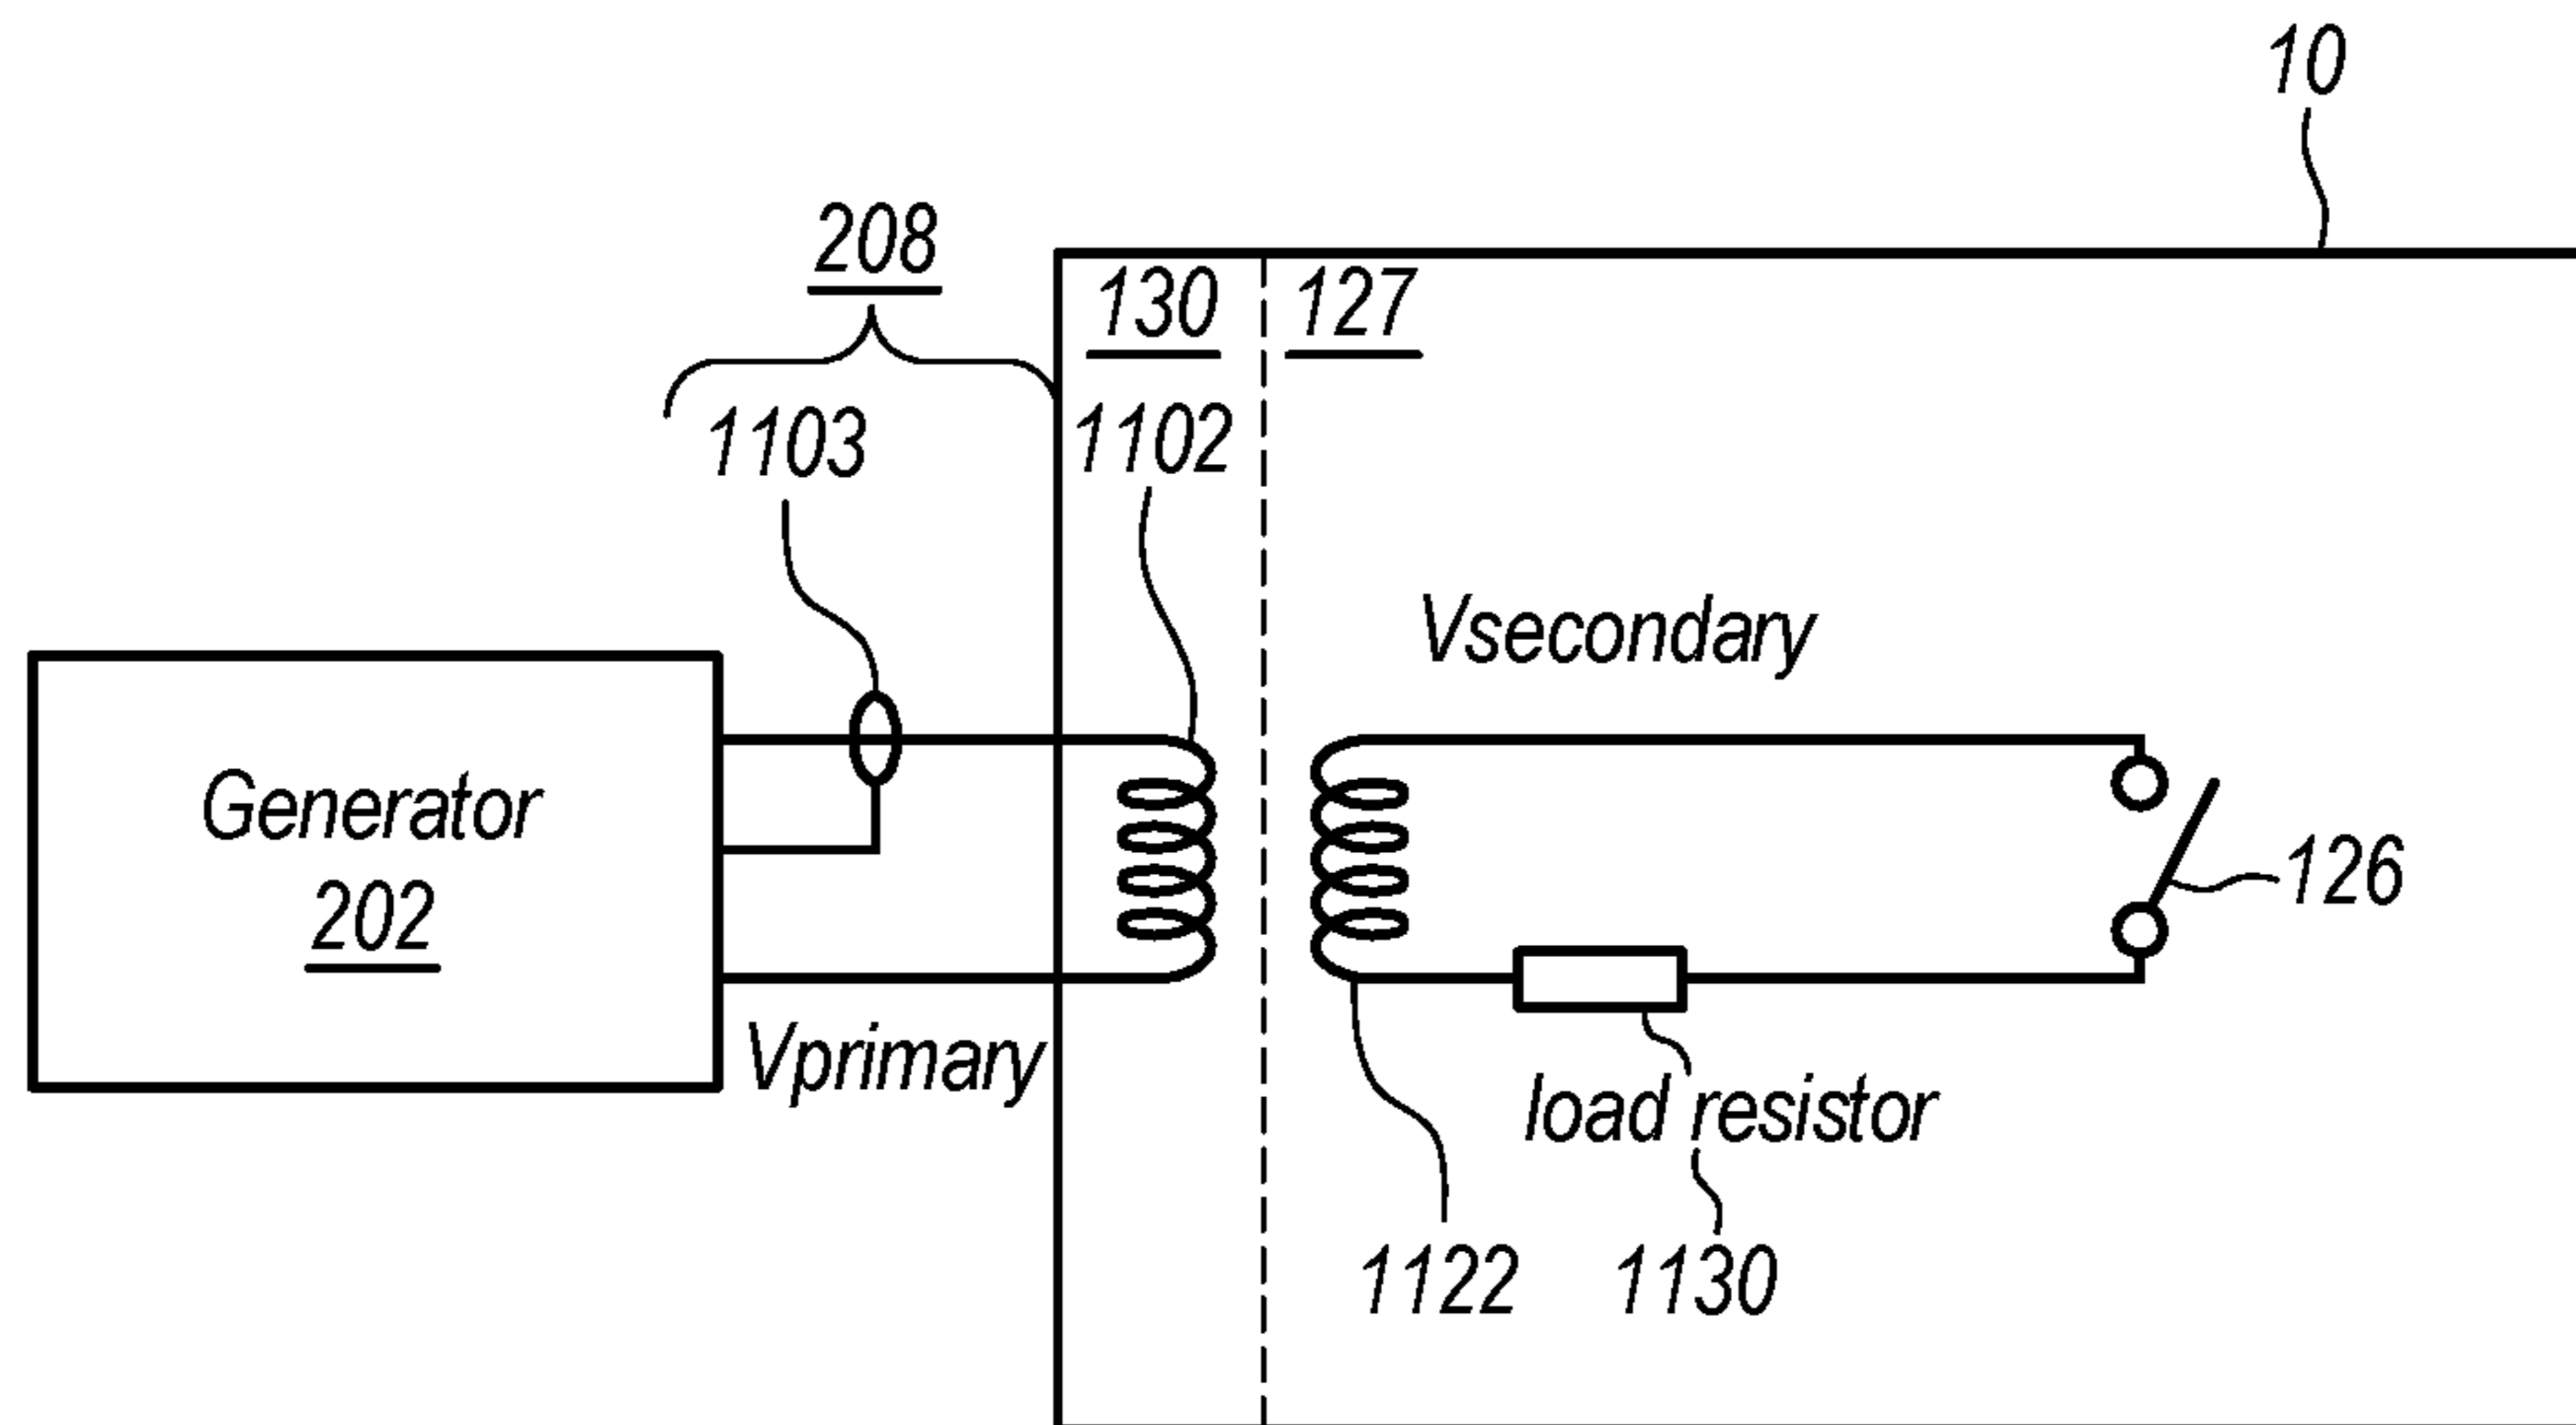 10
208
130
127
1103
1102
Vsecondary
Generator
202
126
Vprimary
load resistor
1122
1130